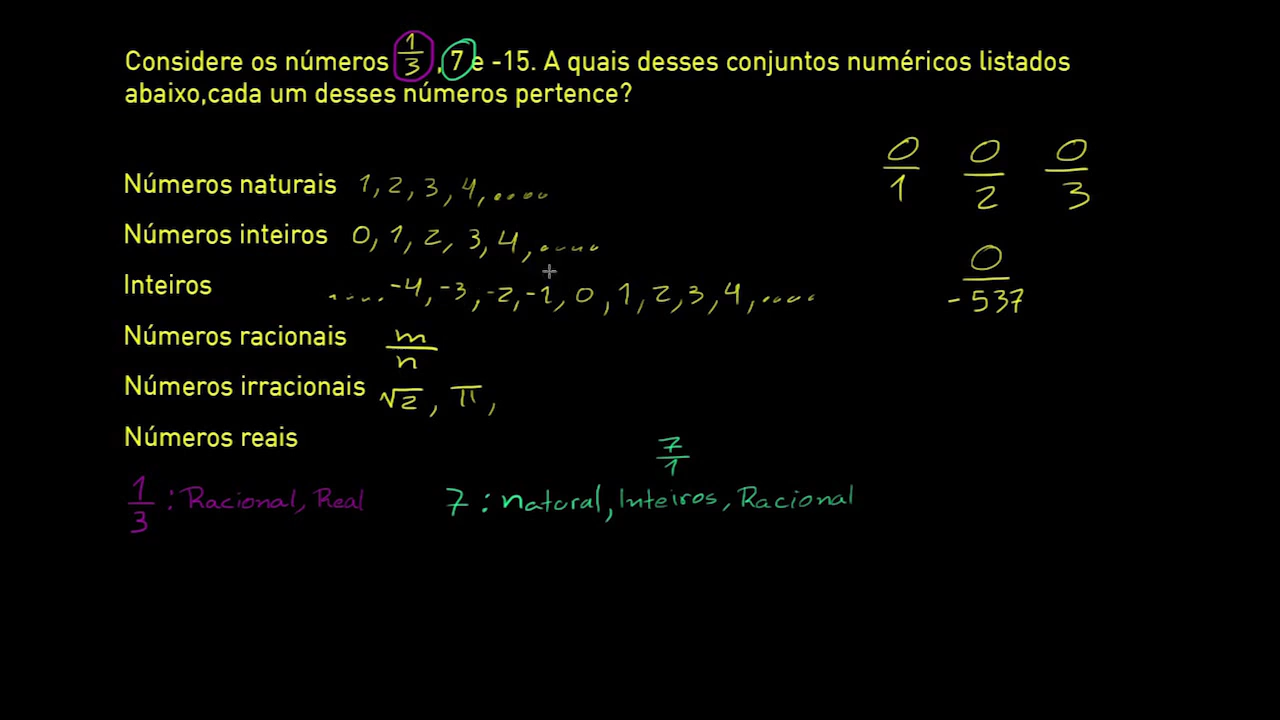 Considere os números 1/3, 7 e -15. A quais desses conjuntos numéricos listados
abaixo,cada um desses números pertence?
0/1 0/2 0/3
Números naturais 1, 2, 3, 4, ....
Números inteiros 0, 1, 2, 3, 4, .....
0/-537
Inteiros .....-4, -3, -2, -1, 0, 1, 2, 3, 4, .....
Números racionais m/n
Números irracionais √2, π,
Números reais
7/1
1/3 : Racional, Real 7 : natural, Inteiros, Racional